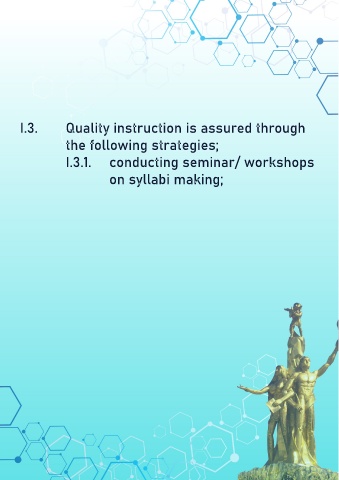 I.3. Quality instruction is assured through
the following strategies;
I.3.1. conducting seminar/ workshops
on syllabi making;